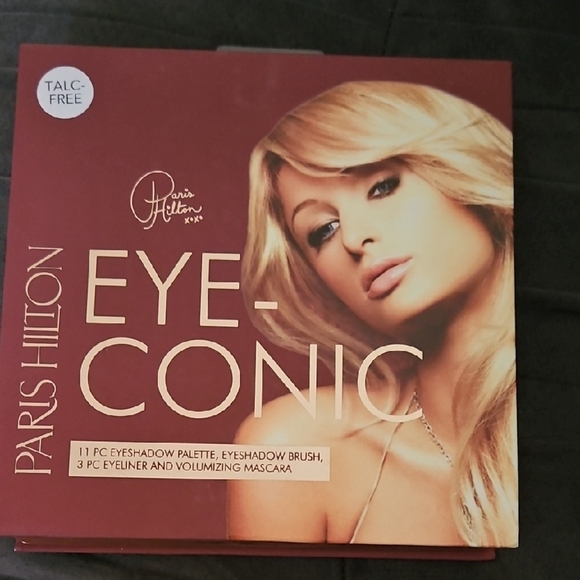 TALC-
FREE
Paris
Hilton
xoxo
EYE-
CONIC
PARIS HILTON
11 PC EYESHADOW PALETTE, EYESHADOW BRUSH,
3 PC EYELINER AND VOLUMIZING MASCARA